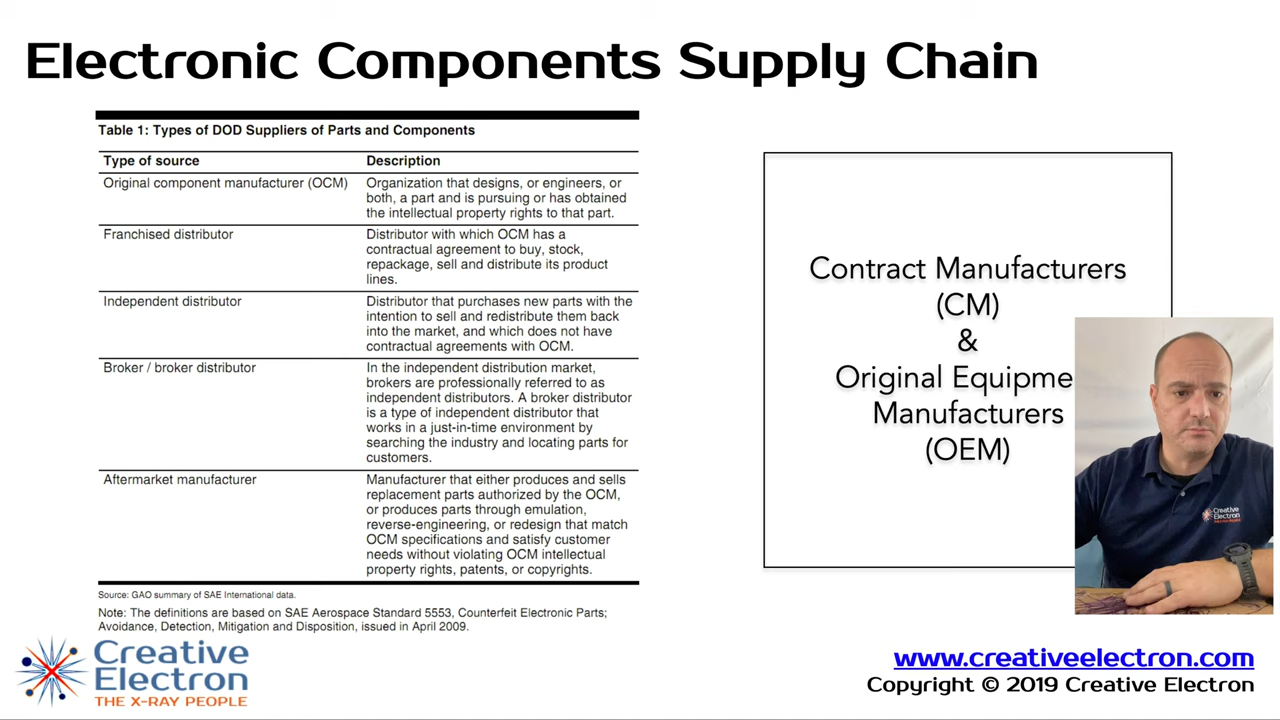 Electronic Components Supply Chain
Table 1: Types of DOD Suppliers of Parts and Components
Type of source Description
Original component manufacturer (OCM) Organization that designs, or engineers, or
both, a part and is pursuing or has obtained
the intellectual property rights to that part.
Franchised distributor Distributor with which OCM has a
contractual agreement to buy, stock,
repackage, sell and distribute its product
lines.
Independent distributor Distributor that purchases new parts with the
intention to sell and redistribute them back
into the market, and which does not have
contractual agreements with OCM.
Broker / broker distributor In the independent distribution market,
brokers are professionally referred to as
independent distributors. A broker distributor
is a type of independent distributor that
works in a just-in-time environment by
searching the industry and locating parts for
customers.
Aftermarket manufacturer Manufacturer that either produces and sells
replacement parts authorized by the OCM,
or produces parts through emulation,
reverse-engineering, or redesign that match
OCM specifications and satisfy customer
needs without violating OCM intellectual
property rights, patents, or copyrights.
Source: GAO summary of SAE International data.
Note: The definitions are based on SAE Aerospace Standard 5553, Counterfeit Electronic Parts;
Avoidance, Detection, Mitigation and Disposition, issued in April 2009.
Contract Manufacturers
(CM)
&
Original Equipme
Manufacturers
(OEM)
Creative
Electron
Creative
Electron
THE X-RAY PEOPLE
www.creativeelectron.com
Copyright © 2019 Creative Electron